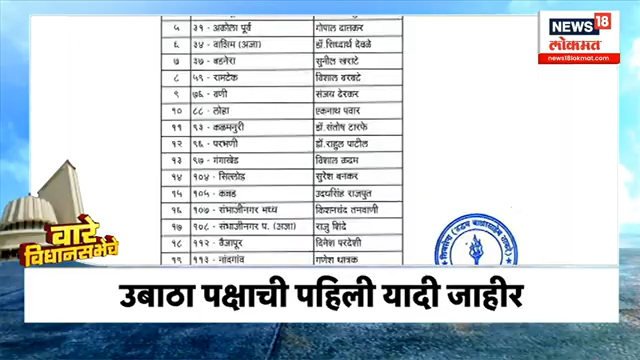 ५ ३१ - अकोला पूर्व गोपाल दातकर
६ ३४ - वाशिम (अजा) डॉ. सिध्दार्थ देवळे
७ ३७ - बडनेरा सुनील खराटे
८ ५९ - रामटेक विशाल बरबटे
९ ७६ - वणी संजय देरकर
१० ८८ - लोहा एकनाथ पवार
११ ९३ - कळमनुरी डॉ. संतोष टारफे
१२ ९६ - परभणी डॉ. राहुल पाटील
१३ ९७ - गंगाखेड विशाल कदम
१४ १०४ - सिल्लोड सुरेश बनकर
१५ १०५ - कन्नड उदयसिंह राजपुत
१६ १०७ - संभाजीनगर मध्य किशनचंद तनवाणी
१७ १०८ - संभाजीनगर प. (अजा) राजु शिंदे
१८ ११२ - वैजापूर दिनेश परदेशी
१९ ११३ - नांदगांव गणेश धात्रक
NEWS 18
लोकमत
news18lokmat.com
वारे
विधानसभेचे
उबाठा पक्षाची पहिली यादी जाहीर